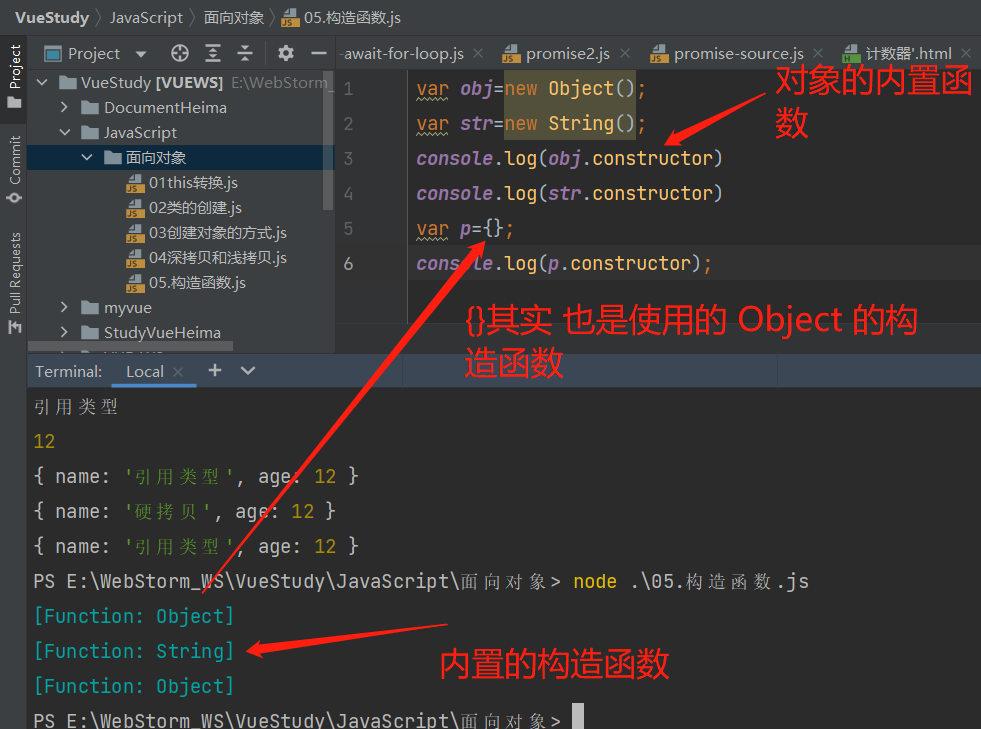 VueStudy JavaScript 面向对象 05.构造函数.js
Project
-await-for-loop.js promise2.js promise-source.js 计数器'.html
Project
Commit
Pull Requests
VueStudy [VUEWS] E:\WebStorm_
DocumentHeima
JavaScript
面向对象
01this转换.js
02类的创建.js
03创建对象的方式.js
04深拷贝和浅拷贝.js
05.构造函数.js
myvue
StudyVueHeima
1 var obj=new Object();
2 var str=new String();
3 console.log(obj.constructor)
4 console.log(str.constructor)
5 var p={};
6 console.log(p.constructor);
对象的内置函
数
{}其实 也是使用的 Object 的构
造函数
Terminal: Local
引用类型
12
{ name: '引用类型', age: 12 }
{ name: '硬拷贝', age: 12 }
{ name: '引用类型', age: 12 }
PS E:\WebStorm_WS\VueStudy\JavaScript\面向对象> node .\05.构造函数.js
[Function: Object]
[Function: String]
[Function: Object]
内置的构造函数
PS E:\WebStorm_WS\VueStudy\JavaScript\面向对象>